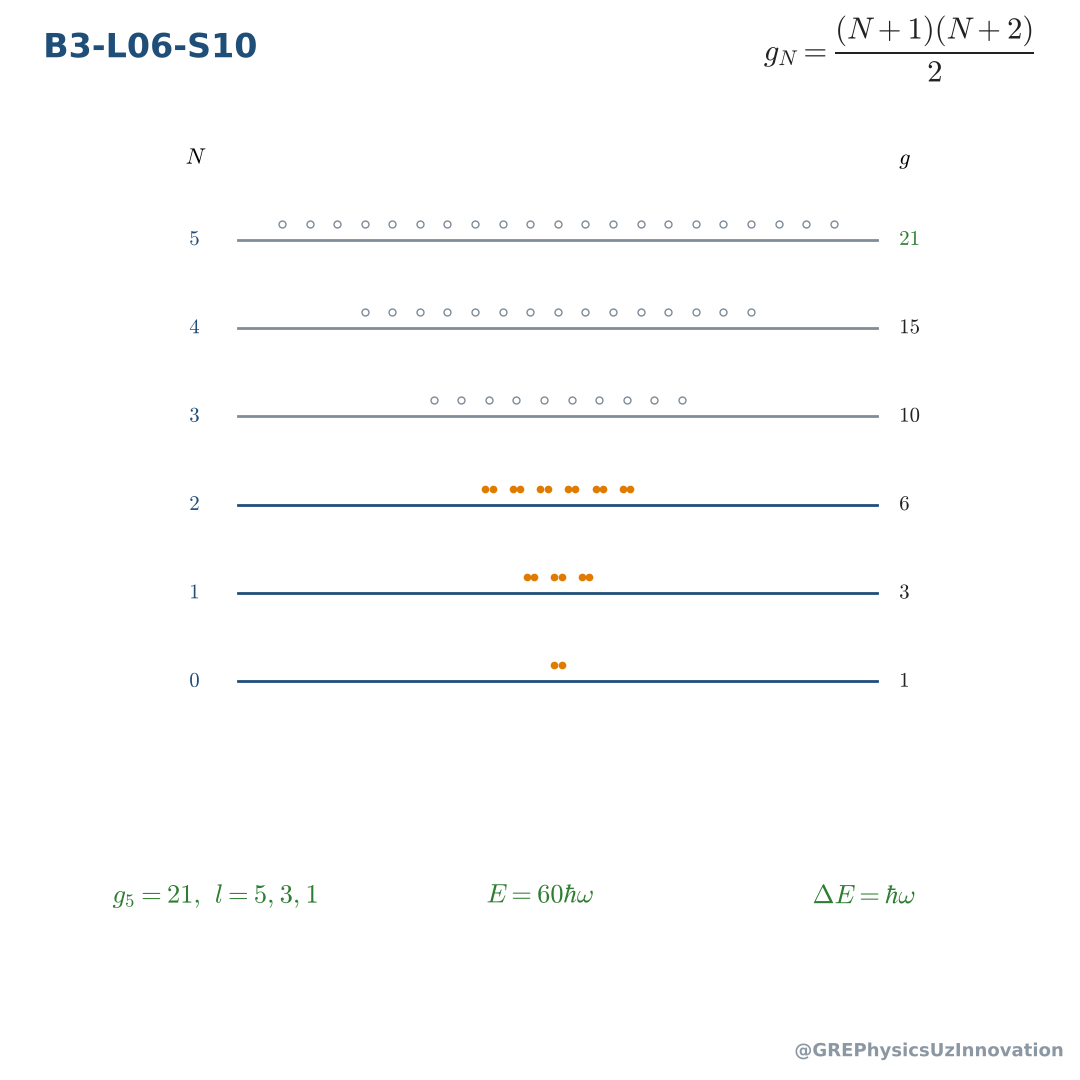 B3-L06-S10
g_N = (N + 1)(N + 2) / 2
N g
5 21
4 15
3 10
2 6
1 3
0 1
g₅ = 21, l = 5, 3, 1
E = 60ℏω
ΔE = ℏω
@GREPhysicsUzInnovation